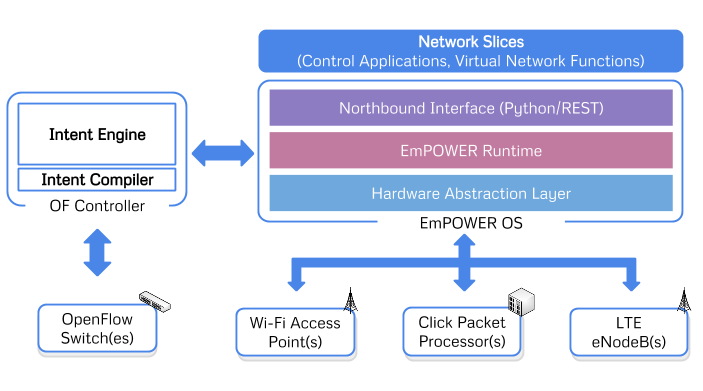 Network Slices
(Control Applications, Virtual Network Functions)
Intent Engine
Intent Compiler
OF Controller
Northbound Interface (Python/REST)
EmPOWER Runtime
Hardware Abstraction Layer
EmPOWER OS
OpenFlow
Switch(es)
Wi-Fi Access
Point(s)
Click Packet
Processor(s)
LTE
eNodeB(s)